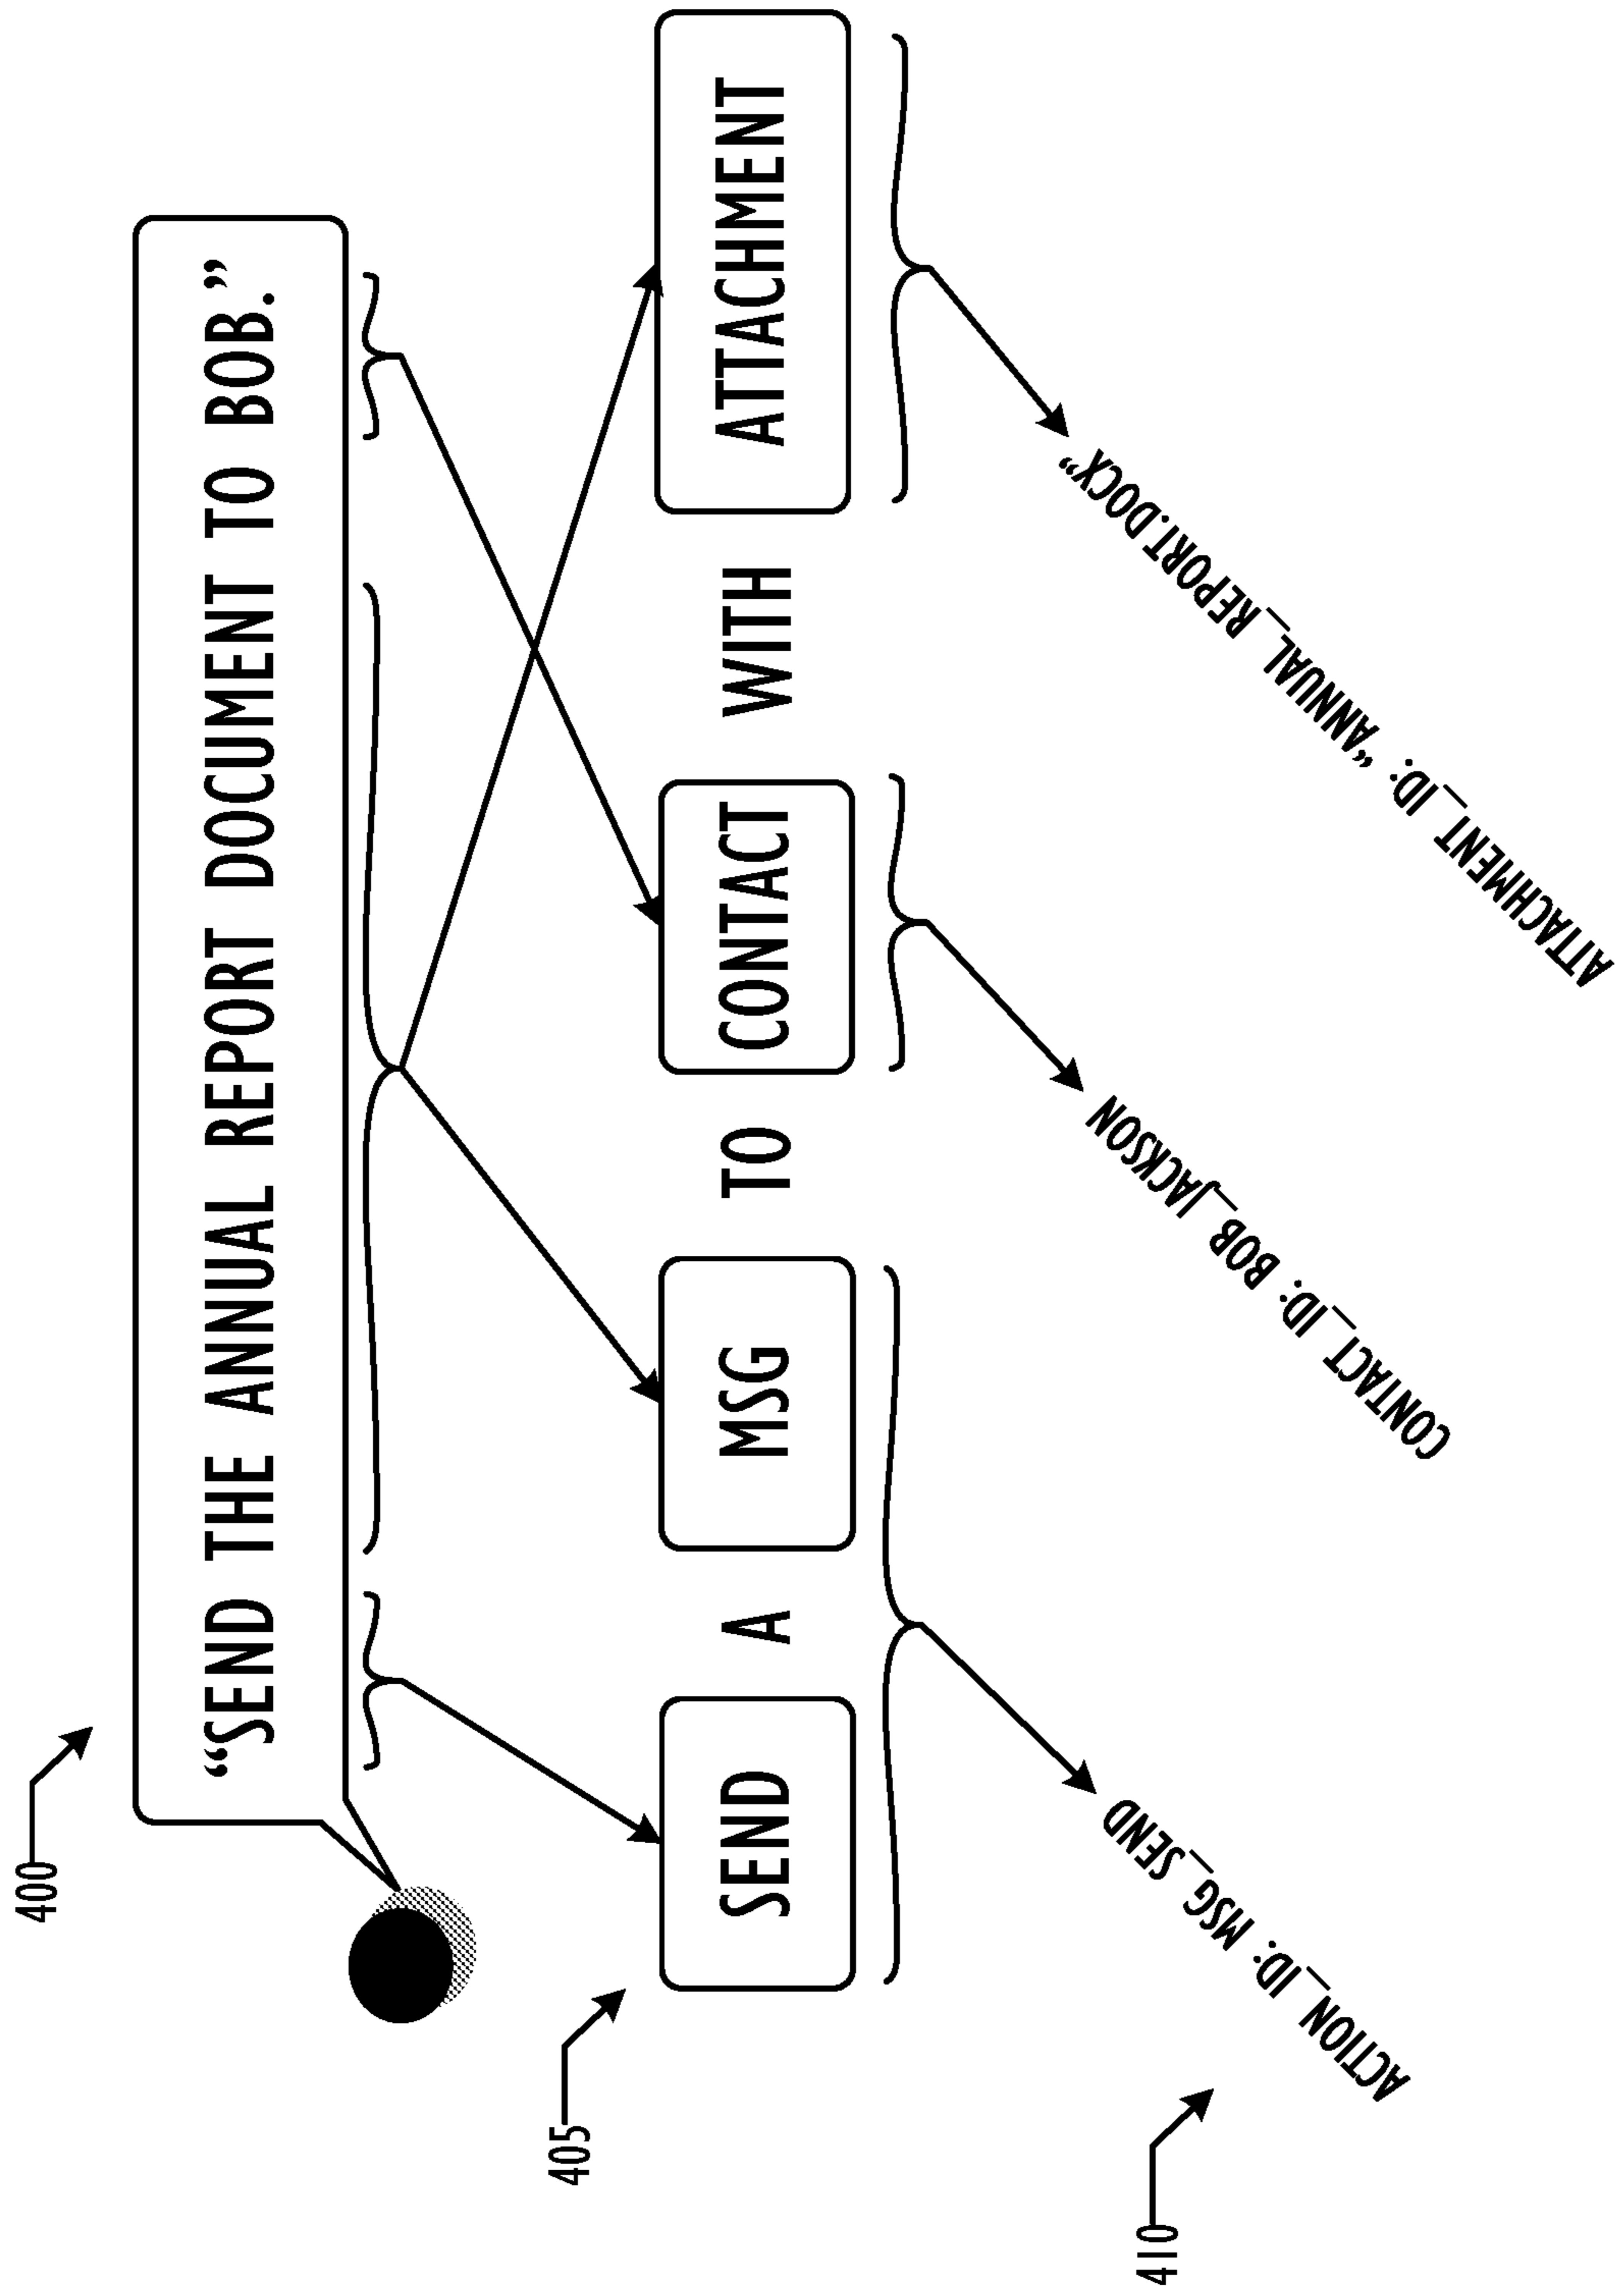 400
“SEND THE ANNUAL REPORT DOCUMENT TO BOB.”
405
SEND A MSG TO CONTACT WITH ATTACHMENT
410
ACTION_ID: MSG_SEND
CONTACT_ID: BOB_JACKSON
ATTACHMENT_ID: “ANNUAL_REPORT.DOCX”